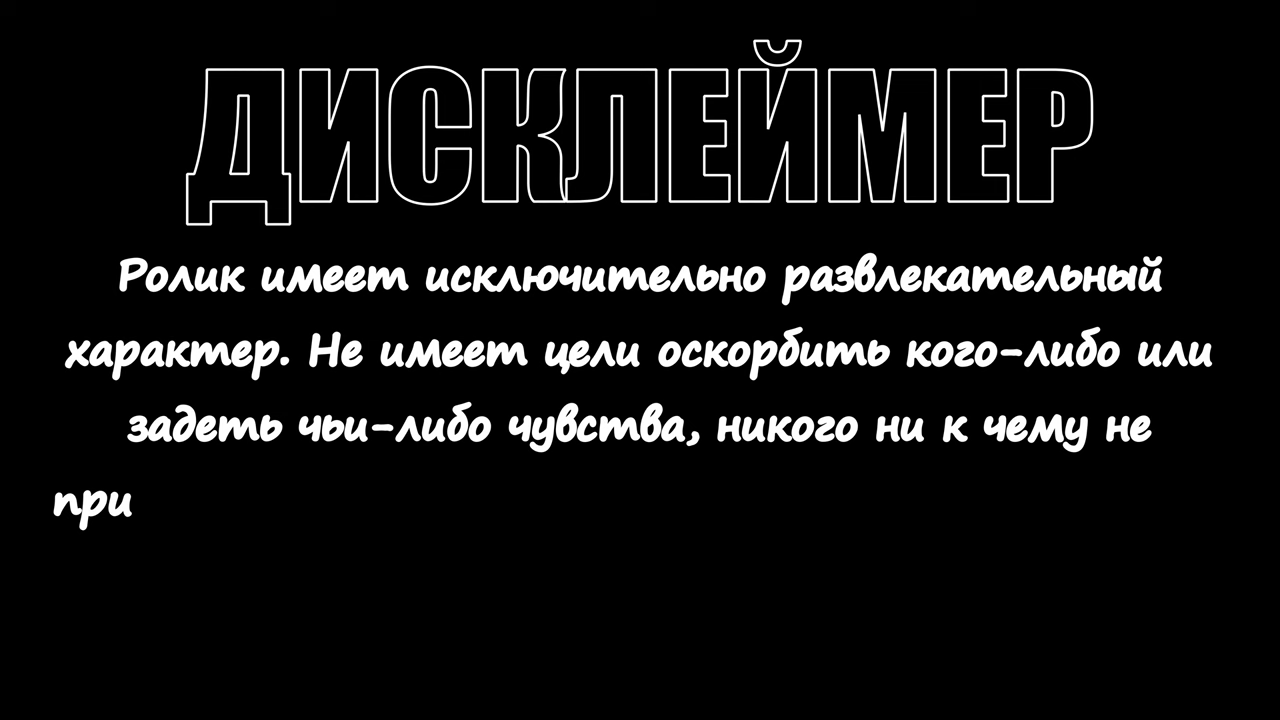 ДИСКЛЕЙМЕР
Ролик имеет исключительно развлекательный
характер. Не имеет цели оскорбить кого-либо или
задеть чьи-либо чувства, никого ни к чему не
при